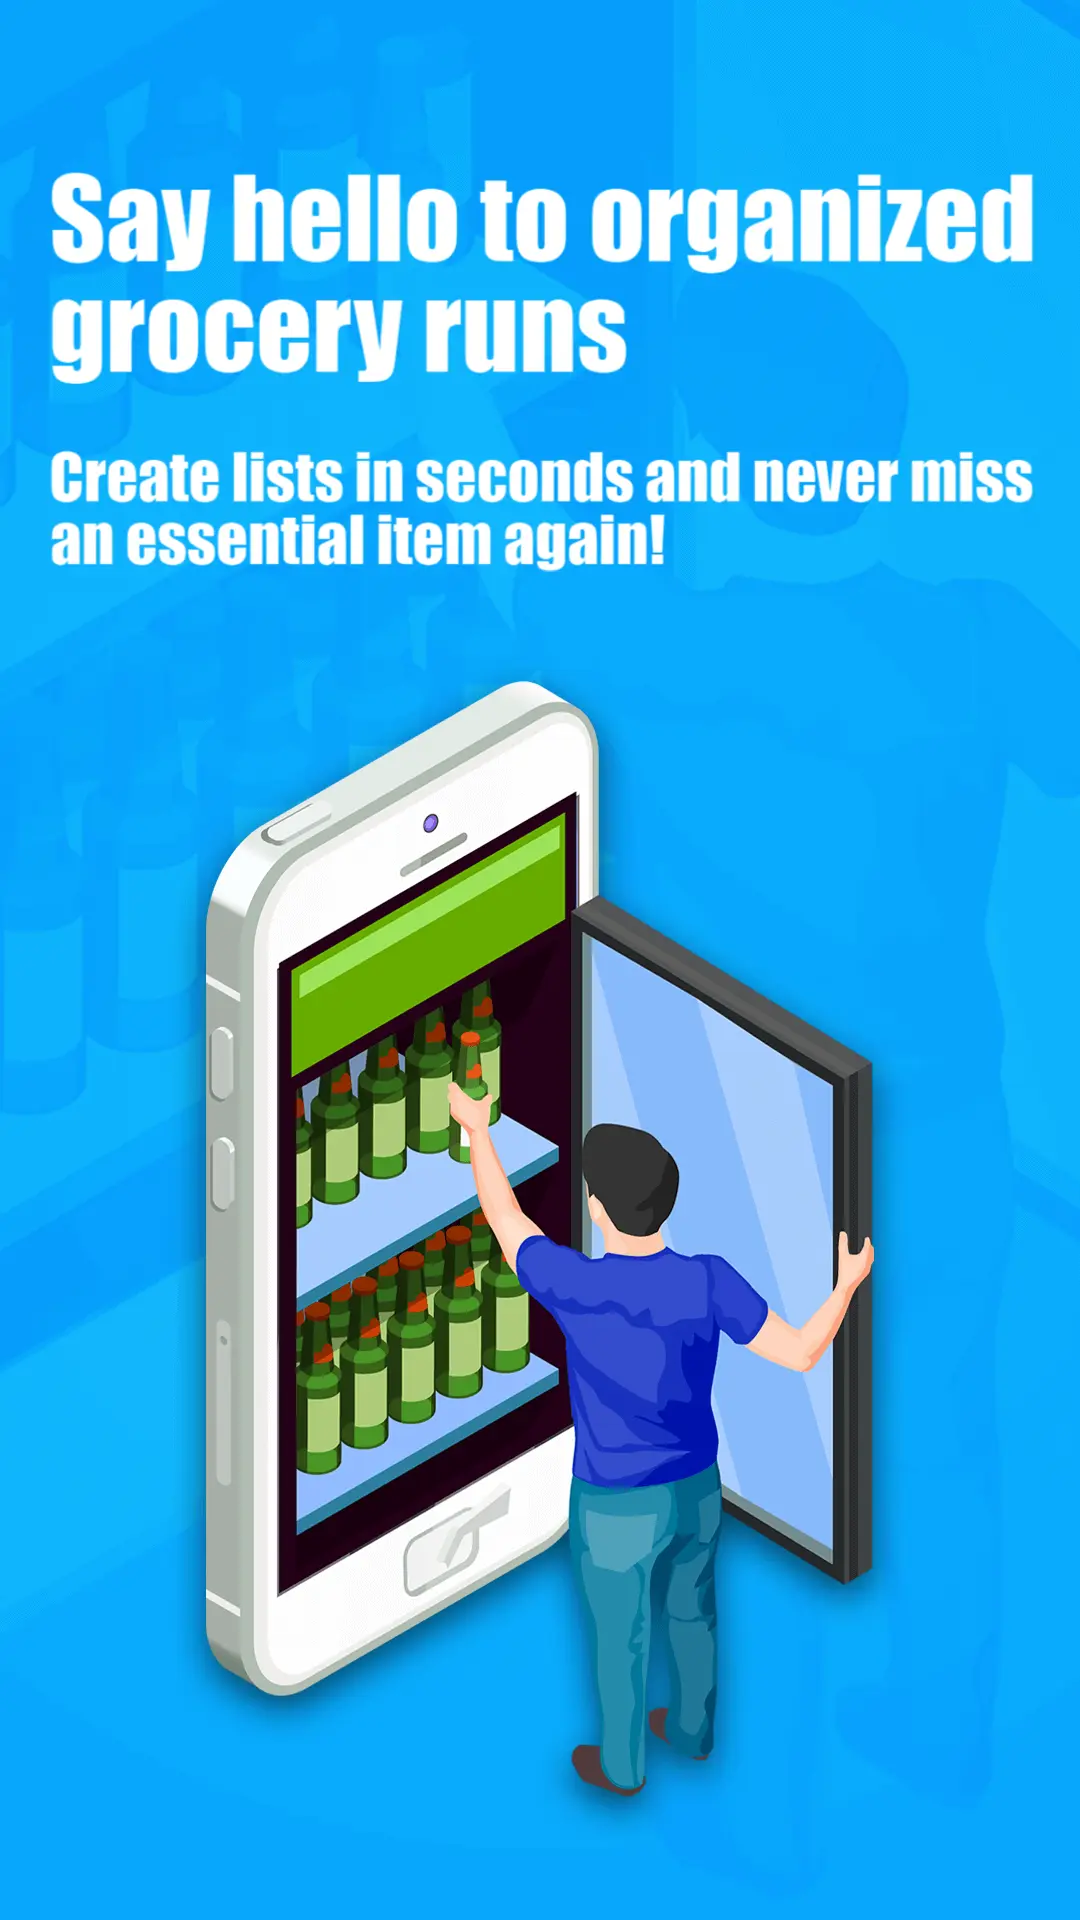 Say hello to organized
grocery runs
Create lists in seconds and never miss
an essential item again!